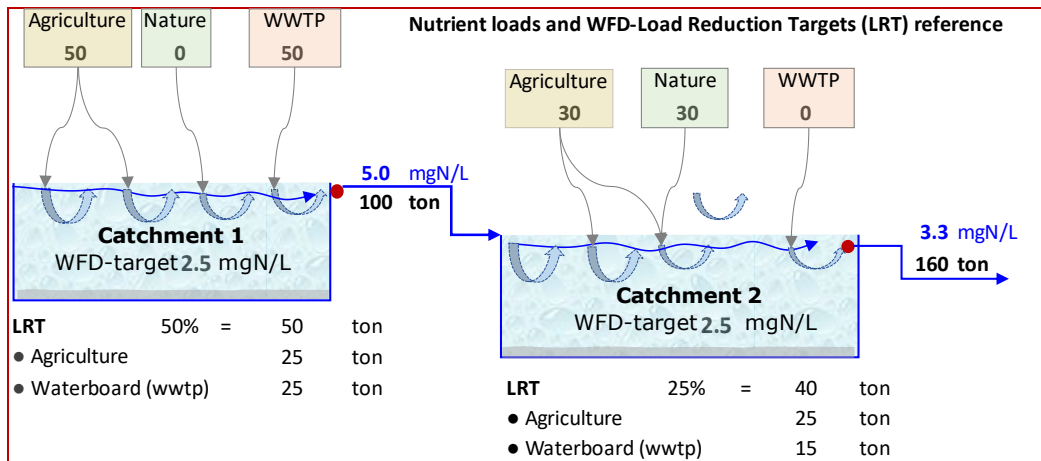 Nutrient loads and WFD-Load Reduction Targets (LRT) reference
Agriculture
50
Nature
0
WWTP
50
Agriculture
30
Nature
30
WWTP
0
5.0 mgN/L
100 ton
Catchment 1
WFD-target 2.5 mgN/L
3.3 mgN/L
160 ton
Catchment 2
WFD-target 2.5 mgN/L
LRT 50% = 50 ton
● Agriculture 25 ton
● Waterboard (wwtp) 25 ton
LRT 25% = 40 ton
● Agriculture 25 ton
● Waterboard (wwtp) 15 ton